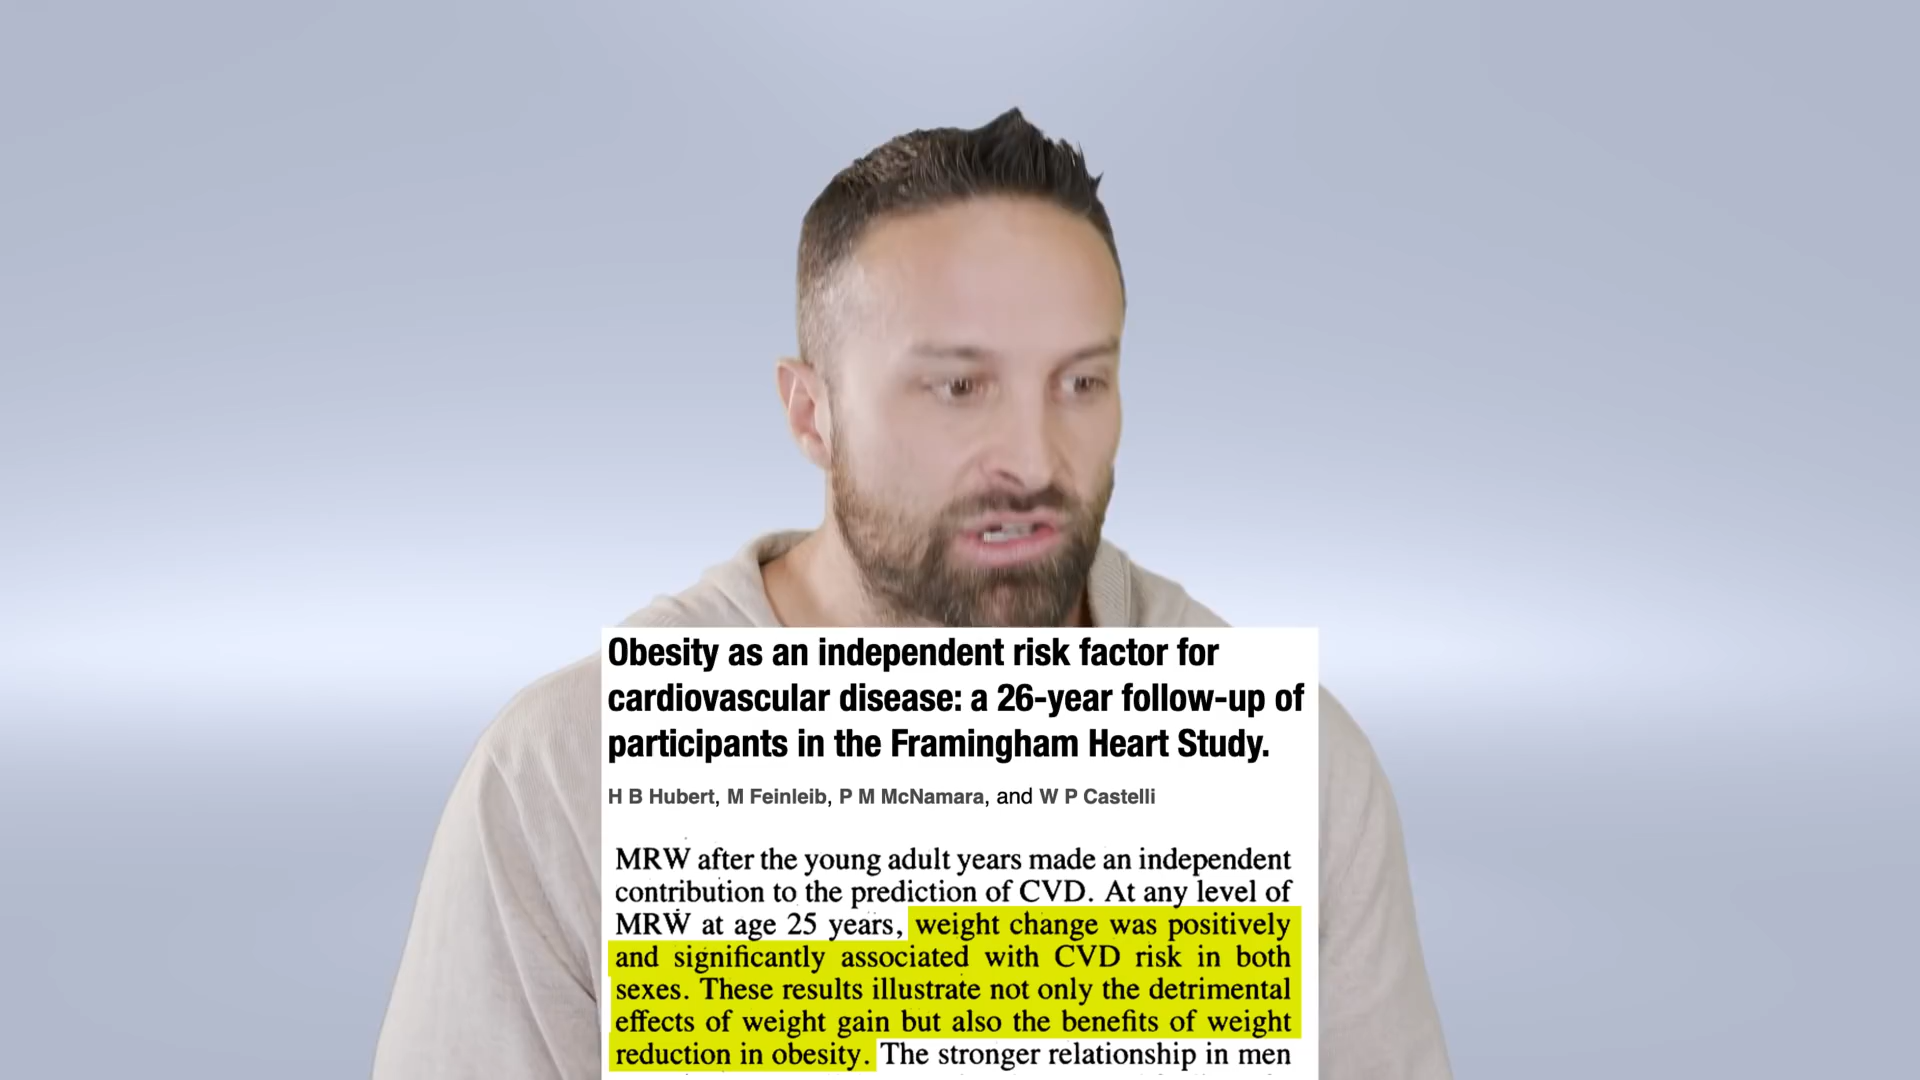 Obesity as an independent risk factor for
cardiovascular disease: a 26-year follow-up of
participants in the Framingham Heart Study.
H B Hubert, M Feinleib, P M McNamara, and W P Castelli
MRW after the young adult years made an independent
contribution to the prediction of CVD. At any level of
MRW at age 25 years, weight change was positively
and significantly associated with CVD risk in both
sexes. These results illustrate not only the detrimental
effects of weight gain but also the benefits of weight
reduction in obesity. The stronger relationship in men